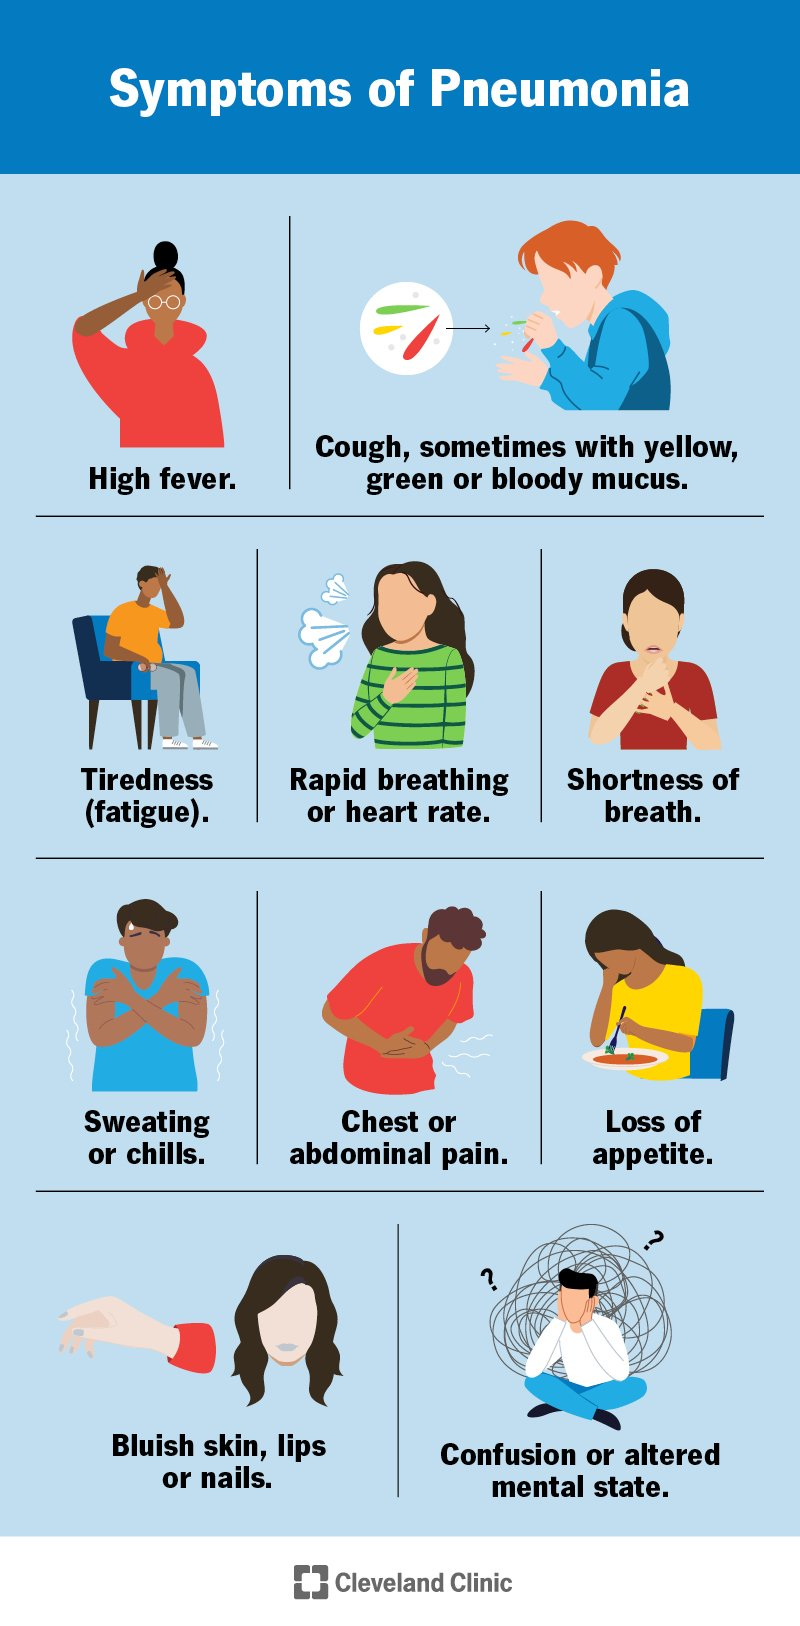 Symptoms of Pneumonia
High fever.
Cough, sometimes with yellow,
green or bloody mucus.
Tiredness
(fatigue).
Rapid breathing
or heart rate.
Shortness of
breath.
Sweating
or chills.
Chest or
abdominal pain.
Loss of
appetite.
Bluish skin, lips
or nails.
?
?
Confusion or altered
mental state.
Cleveland Clinic